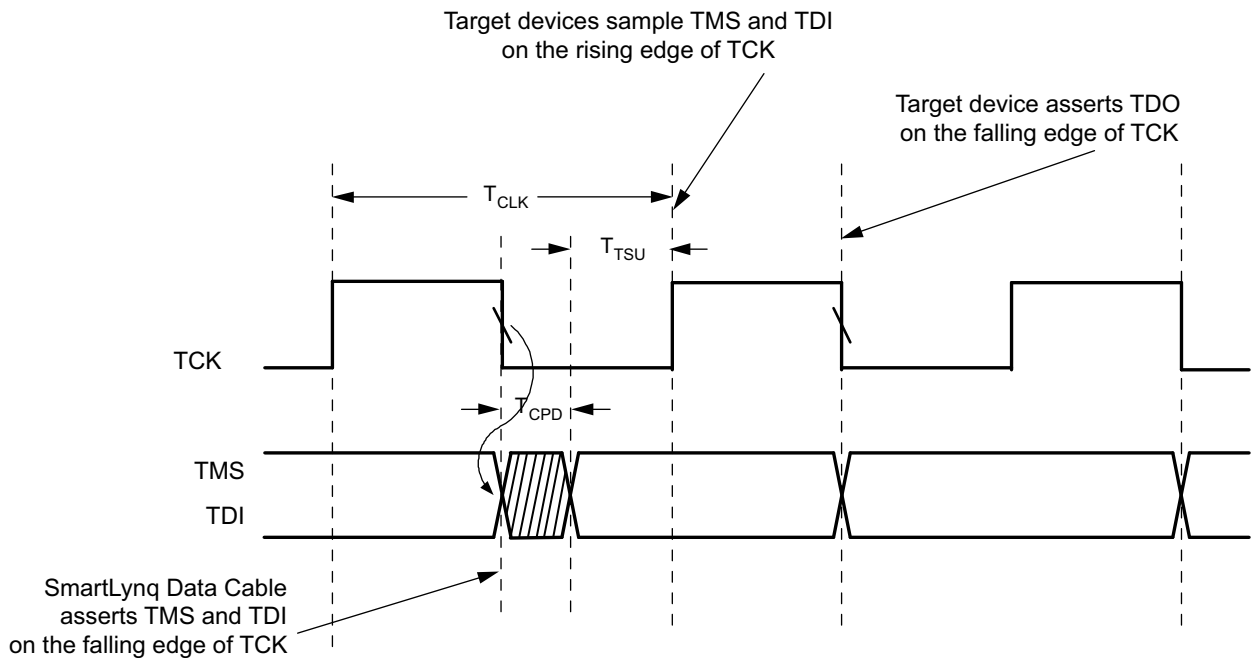 Target devices sample TMS and TDI
on the rising edge of TCK
Target device asserts TDO
on the falling edge of TCK
TCLK
TTSU
TCK
TCPD
TMS
TDI
SmartLynq Data Cable
asserts TMS and TDI
on the falling edge of TCK